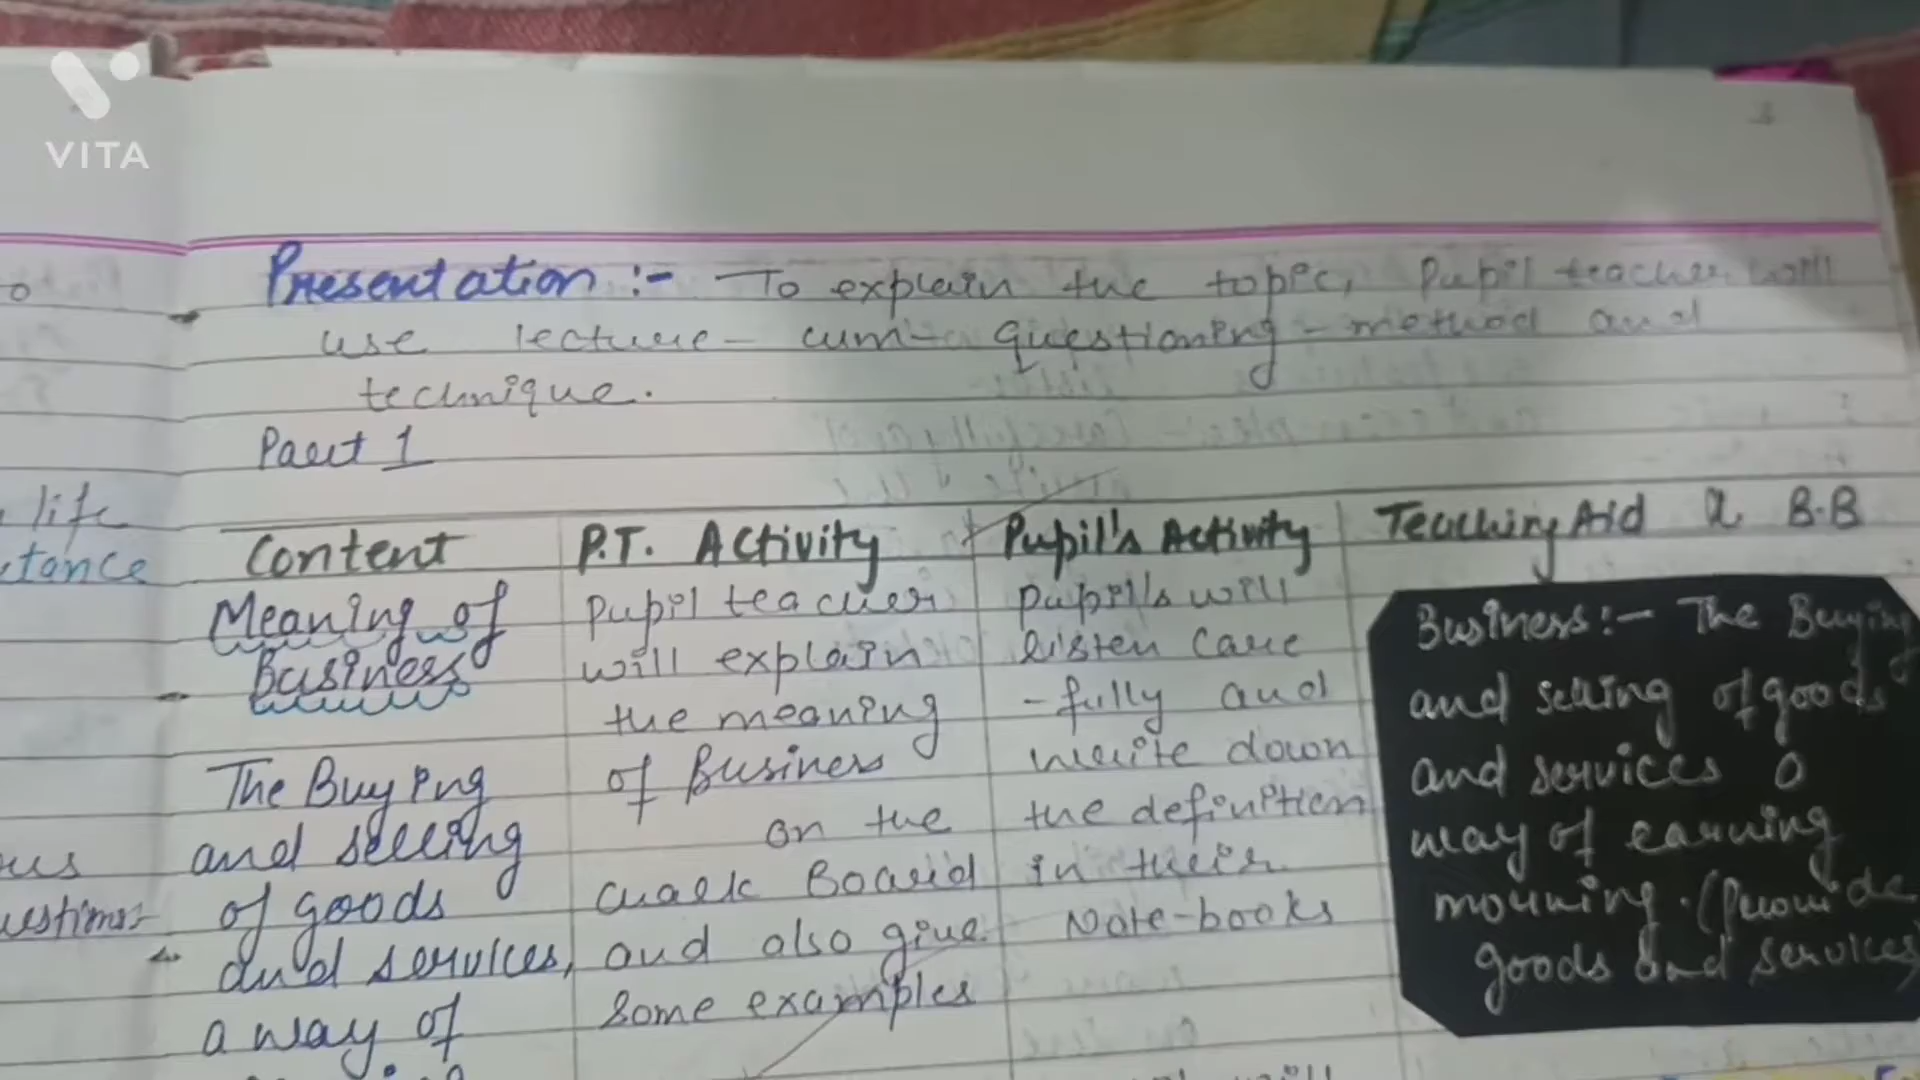 VITA
Presentation :- To explain the topic, Pupil teacher will
use lecture - cum - questioning - method and
technique.
Part 1
life
tance
Content
Meaning of
Business
The Buying
and selling
of goods
and services,
a way of
P.T. Activity
pupil teacher
will explain
the meaning
of Business
on the
chalk Board
and also give
some examples
Pupil's Activity
pupil's will
listen care
-fully and
write down
the definition
in their
Note-books
Teaching Aid & B.B
Business :- The Buying
and selling of goods
and services
way of earning
(provide
goods and services)